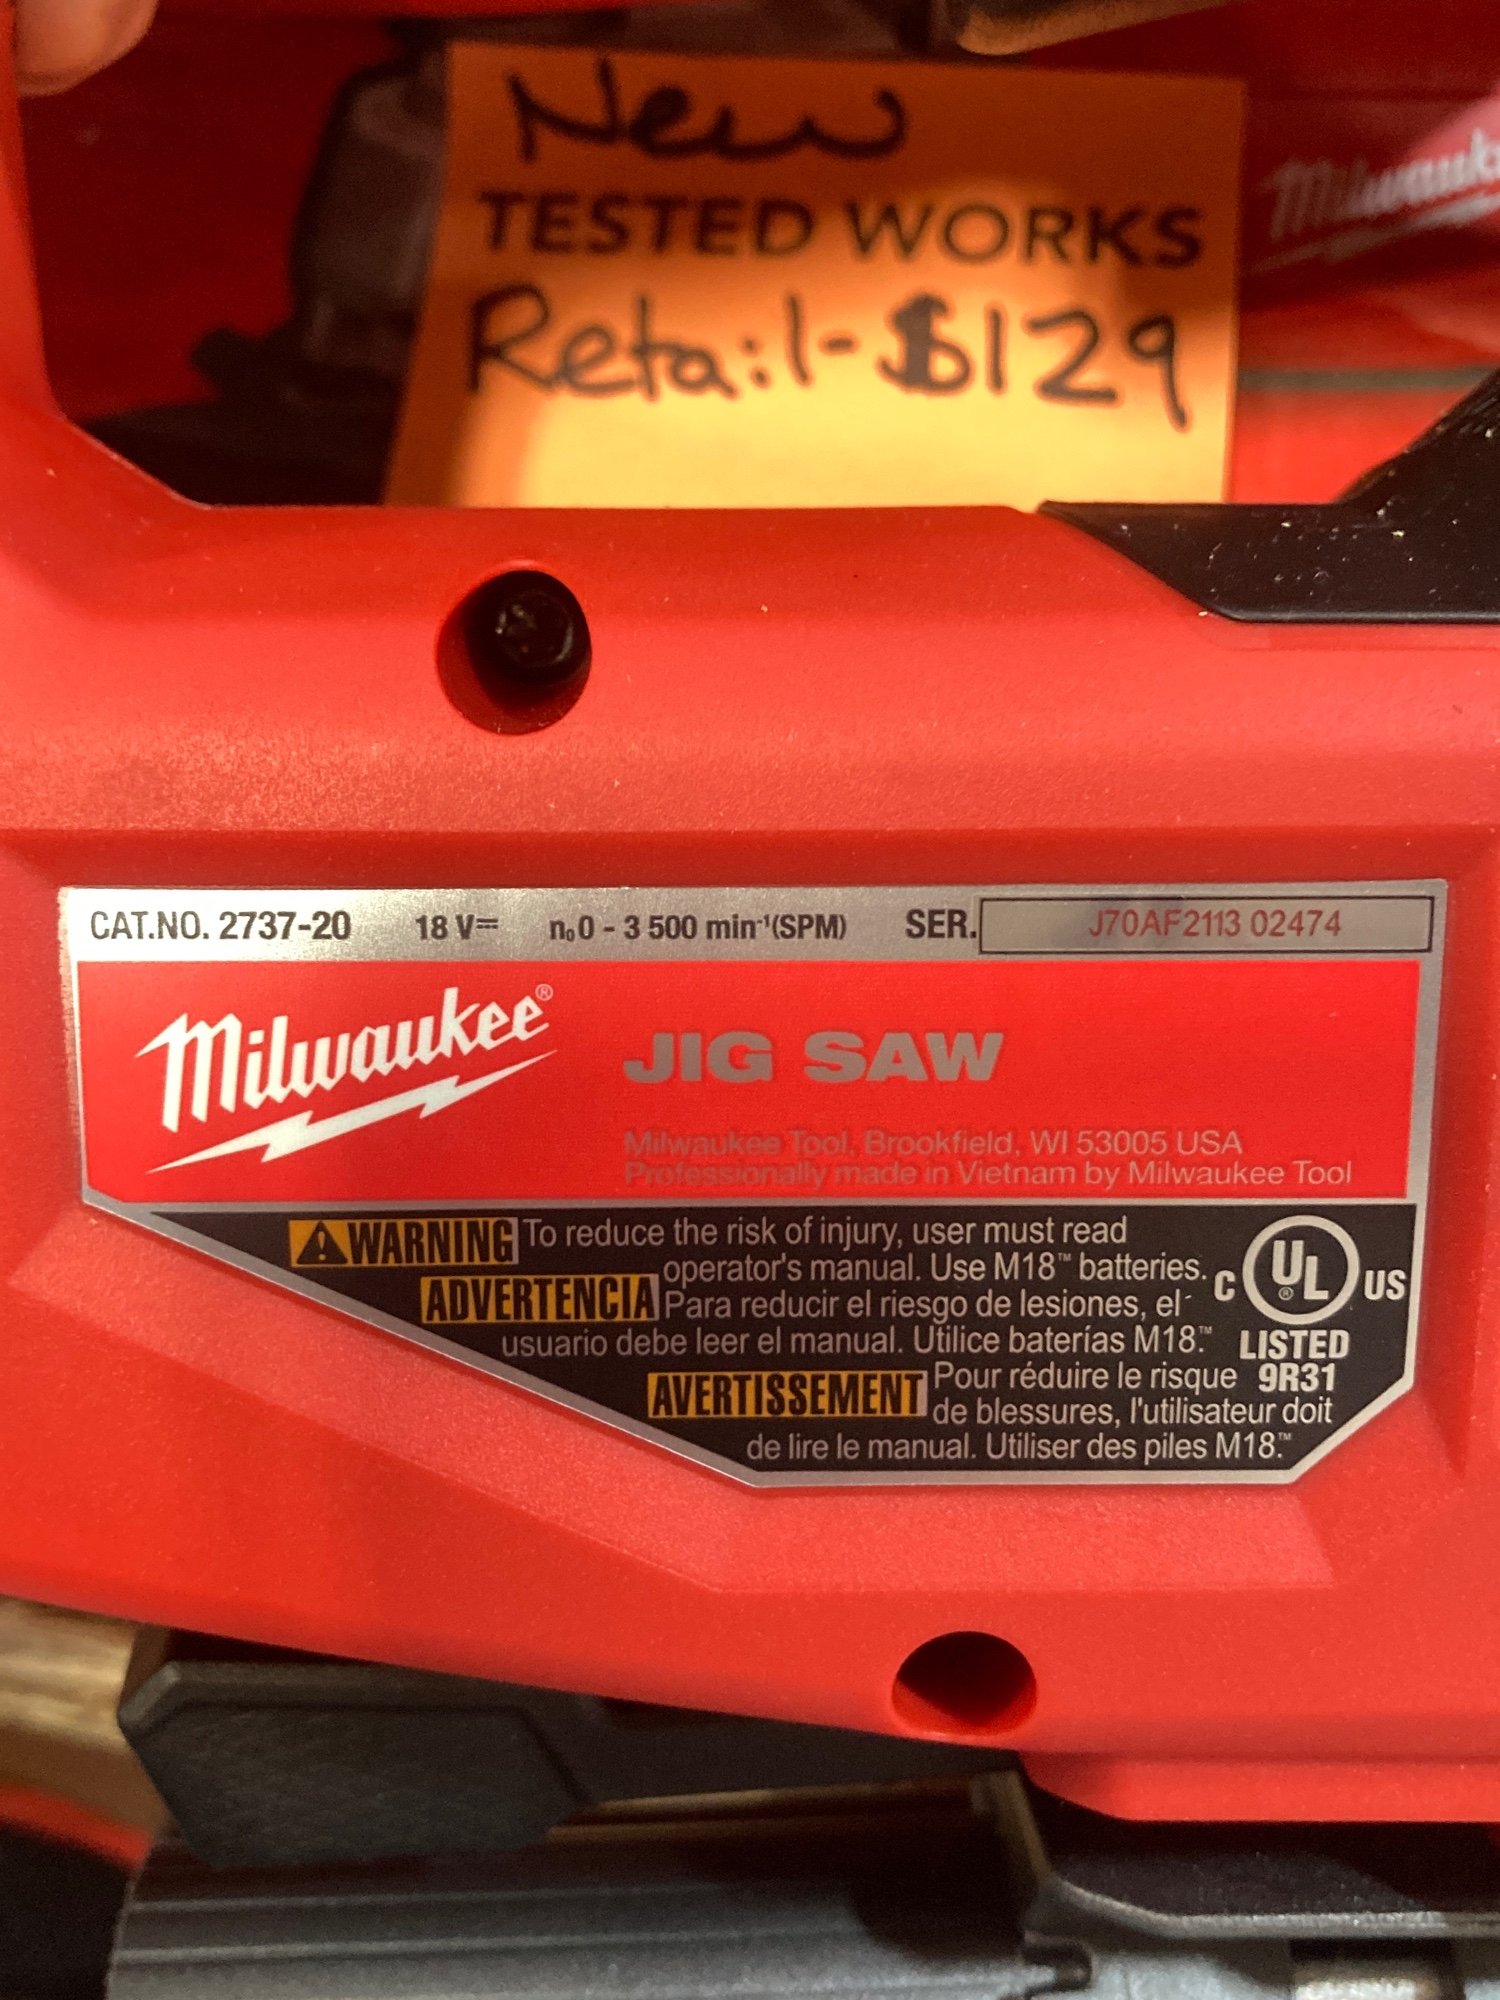 New
TESTED WORKS
Retail-$129
Milwaukee
CAT.NO. 2737-20 18 V⎓ n₀0 - 3 500 min⁻¹(SPM) SER. J70AF2113 02474
Milwaukee®
JIG SAW
Milwaukee Tool, Brookfield, WI 53005 USA
Professionally made in Vietnam by Milwaukee Tool
⚠WARNING To reduce the risk of injury, user must read
operator's manual. Use M18™ batteries.
ADVERTENCIA Para reducir el riesgo de lesiones, el
usuario debe leer el manual. Utilice baterías M18.™
AVERTISSEMENT Pour réduire le risque
de blessures, l'utilisateur doit
de lire le manual. Utiliser des piles M18.™
C UL® US
LISTED
9R31